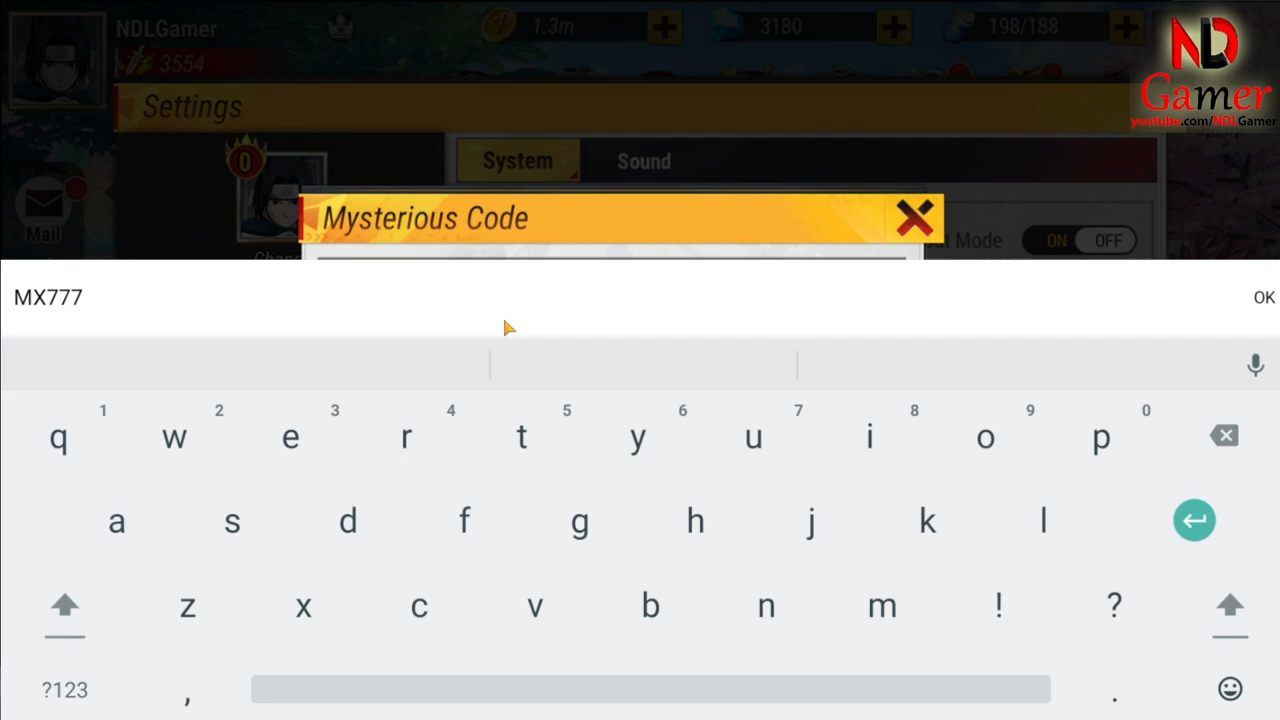 NDLGamer
1.3m
3180
198/188
3554
ND
Gamer
youtube.com/NDLGamer
Settings
0
System
Sound
Mail
Mysterious Code
Mode
ON
OFF
MX777
OK
1 2 3 4 5 6 7 8 9 0
q w e r t y u i o p
a s d f g h j k l
z x c v b n m ! ?
?123 , .